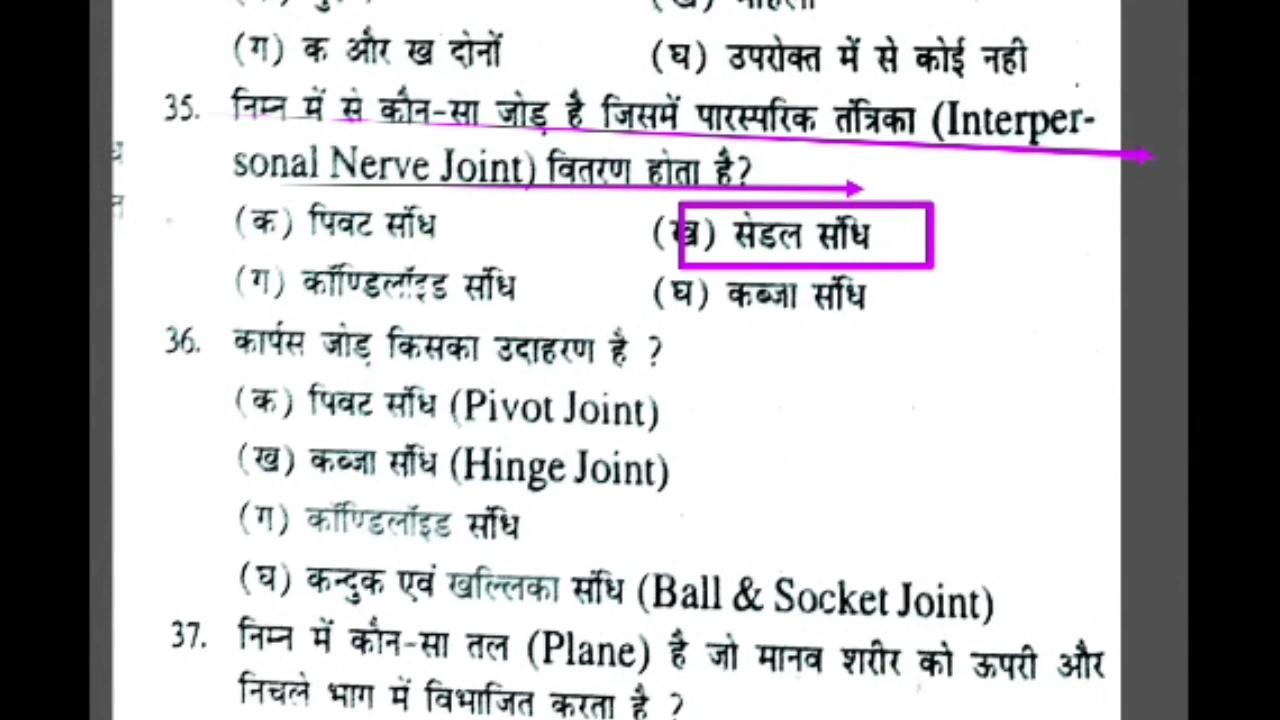 (ग) क और ख दोनों (घ) उपरोक्त में से कोई नही
35. निम्न में से कौन-सा जोड़ है जिसमें पारस्परिक तंत्रिका (Interper-
sonal Nerve Joint) वितरण होता है?
(क) पिवट संधि (ख) सेडल संधि
(ग) कॉण्डिलॉइड संधि (घ) कब्जा संधि
36. कार्पस जोड़ किसका उदाहरण है ?
(क) पिवट संधि (Pivot Joint)
(ख) कब्जा संधि (Hinge Joint)
(ग) कॉण्डिलॉइड संधि
(घ) कन्दुक एवं खल्लिका संधि (Ball & Socket Joint)
37. निम्न में कौन-सा तल (Plane) है जो मानव शरीर को ऊपरी और
निचले भाग में विभाजित करता है ?